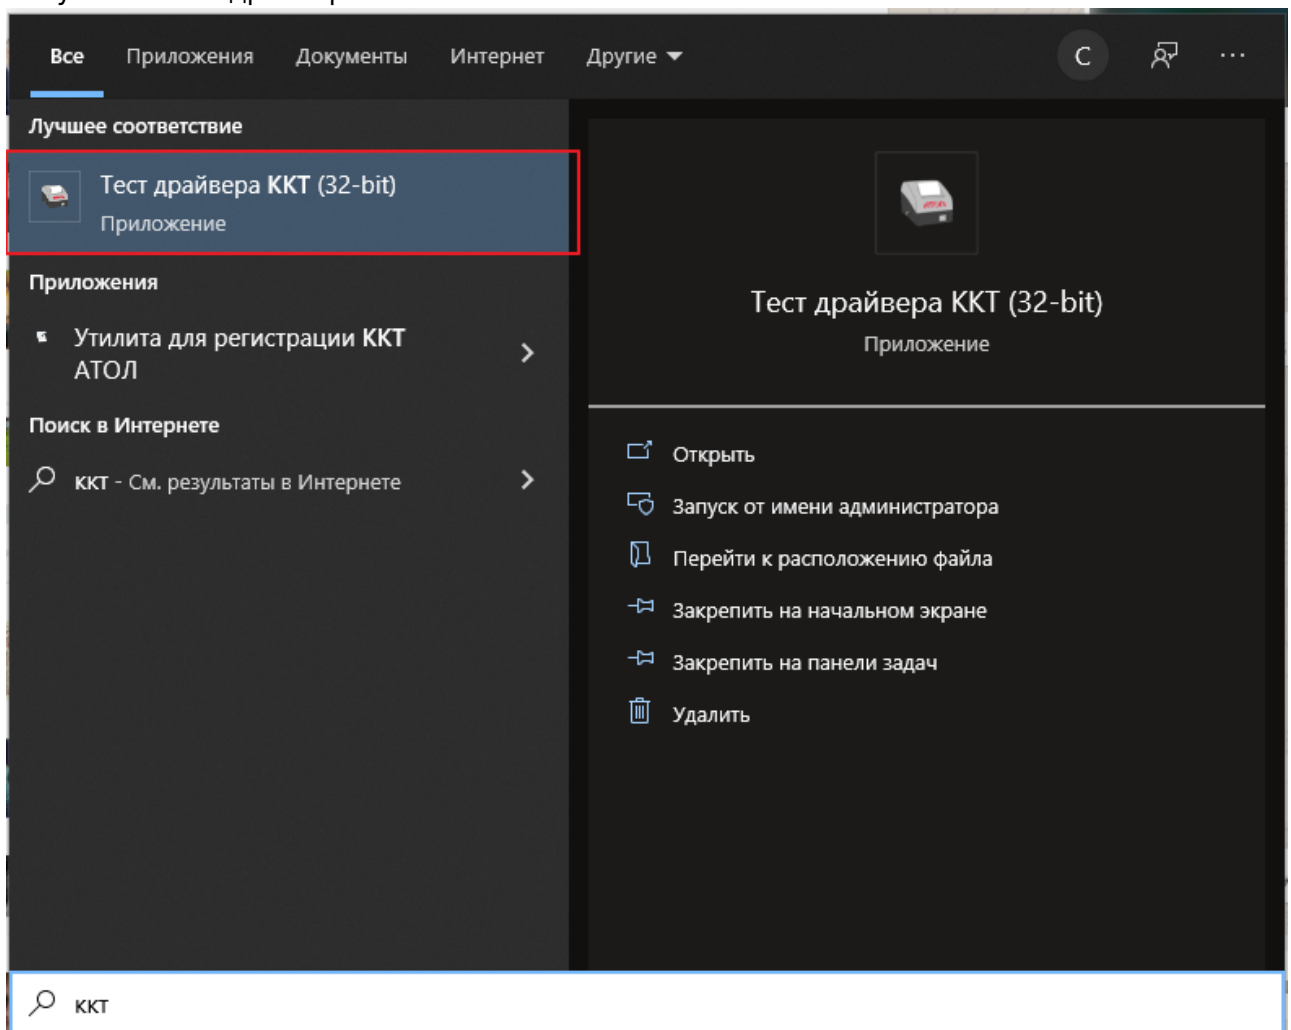 Все Приложения Документы Интернет Другие
С
Лучшее соответствие
Тест драйвера ККТ (32-bit)
Приложение
Приложения
Утилита для регистрации ККТ
АТОЛ
Поиск в Интернете
ккт - См. результаты в Интернете
Тест драйвера ККТ (32-bit)
Приложение
Открыть
Запуск от имени администратора
Перейти к расположению файла
Закрепить на начальном экране
Закрепить на панели задач
Удалить
ккт